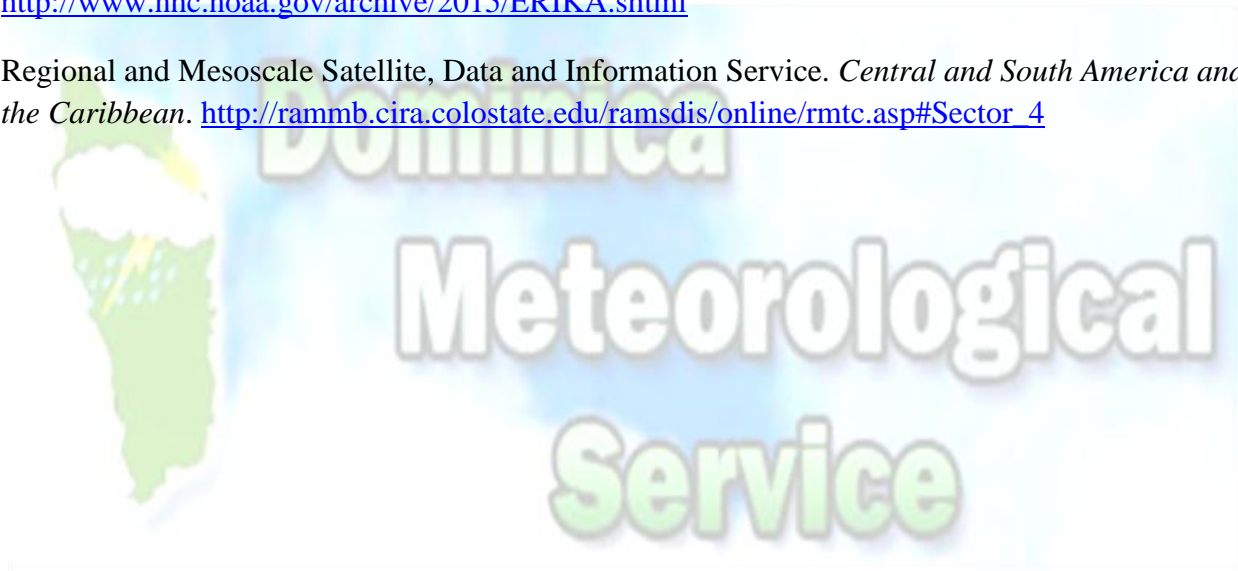 http://www.nhc.noaa.gov/archive/2015/ERIKA.shtml
Regional and Mesoscale Satellite, Data and Information Service. Central and South America and
the Caribbean. http://rammb.cira.colostate.edu/ramsdis/online/rmtc.asp#Sector_4
Dominica
Meteorological
Service